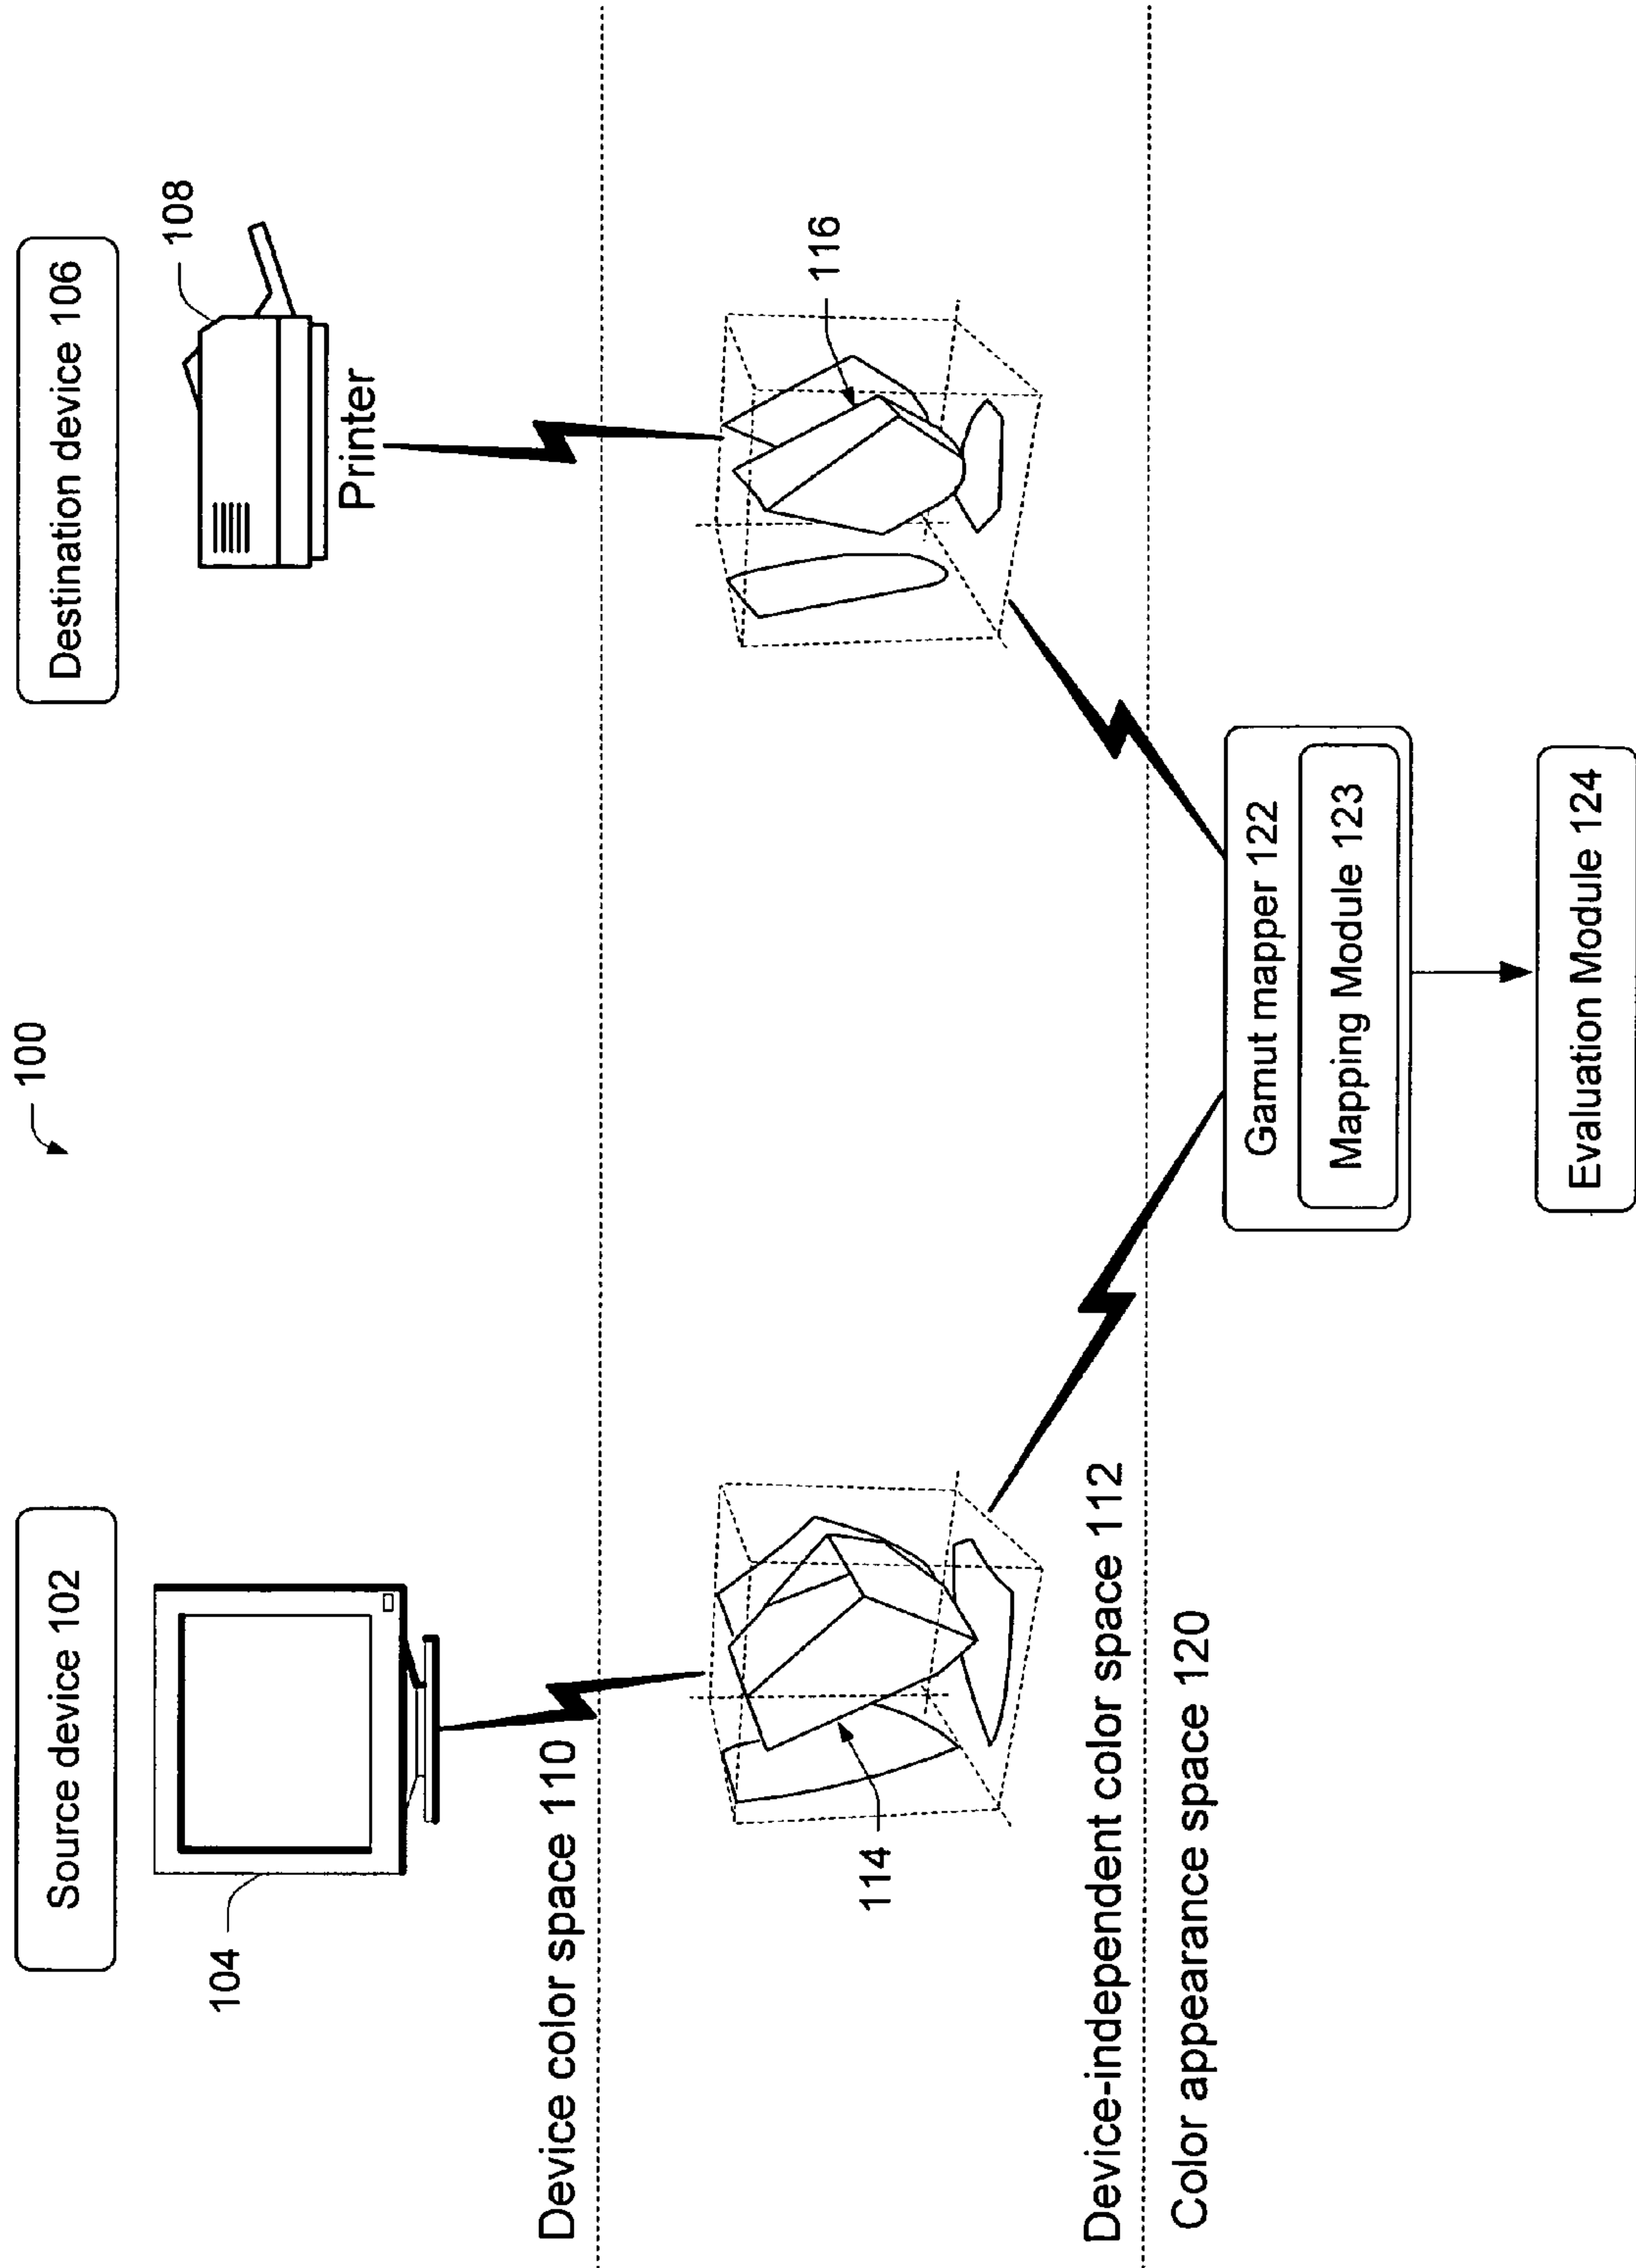 100
Source device 102
Destination device 106
104
108
Printer
Device color space 110
114
116
Device-independent color space 112
Color appearance space 120
Gamut mapper 122
Mapping Module 123
Evaluation Module 124